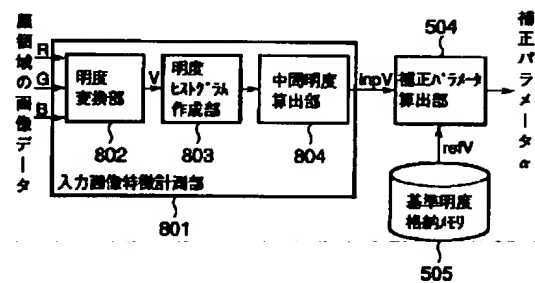 原領域の画像データ
R
G
B
明度
変換部
802
V
明度
ヒストグラム
作成部
803
中間明度
算出部
804
入力画像特徴計測部
801
inpV
504
補正パラメータ
算出部
refV
基準明度
格納メモリ
505
補正パラメータα